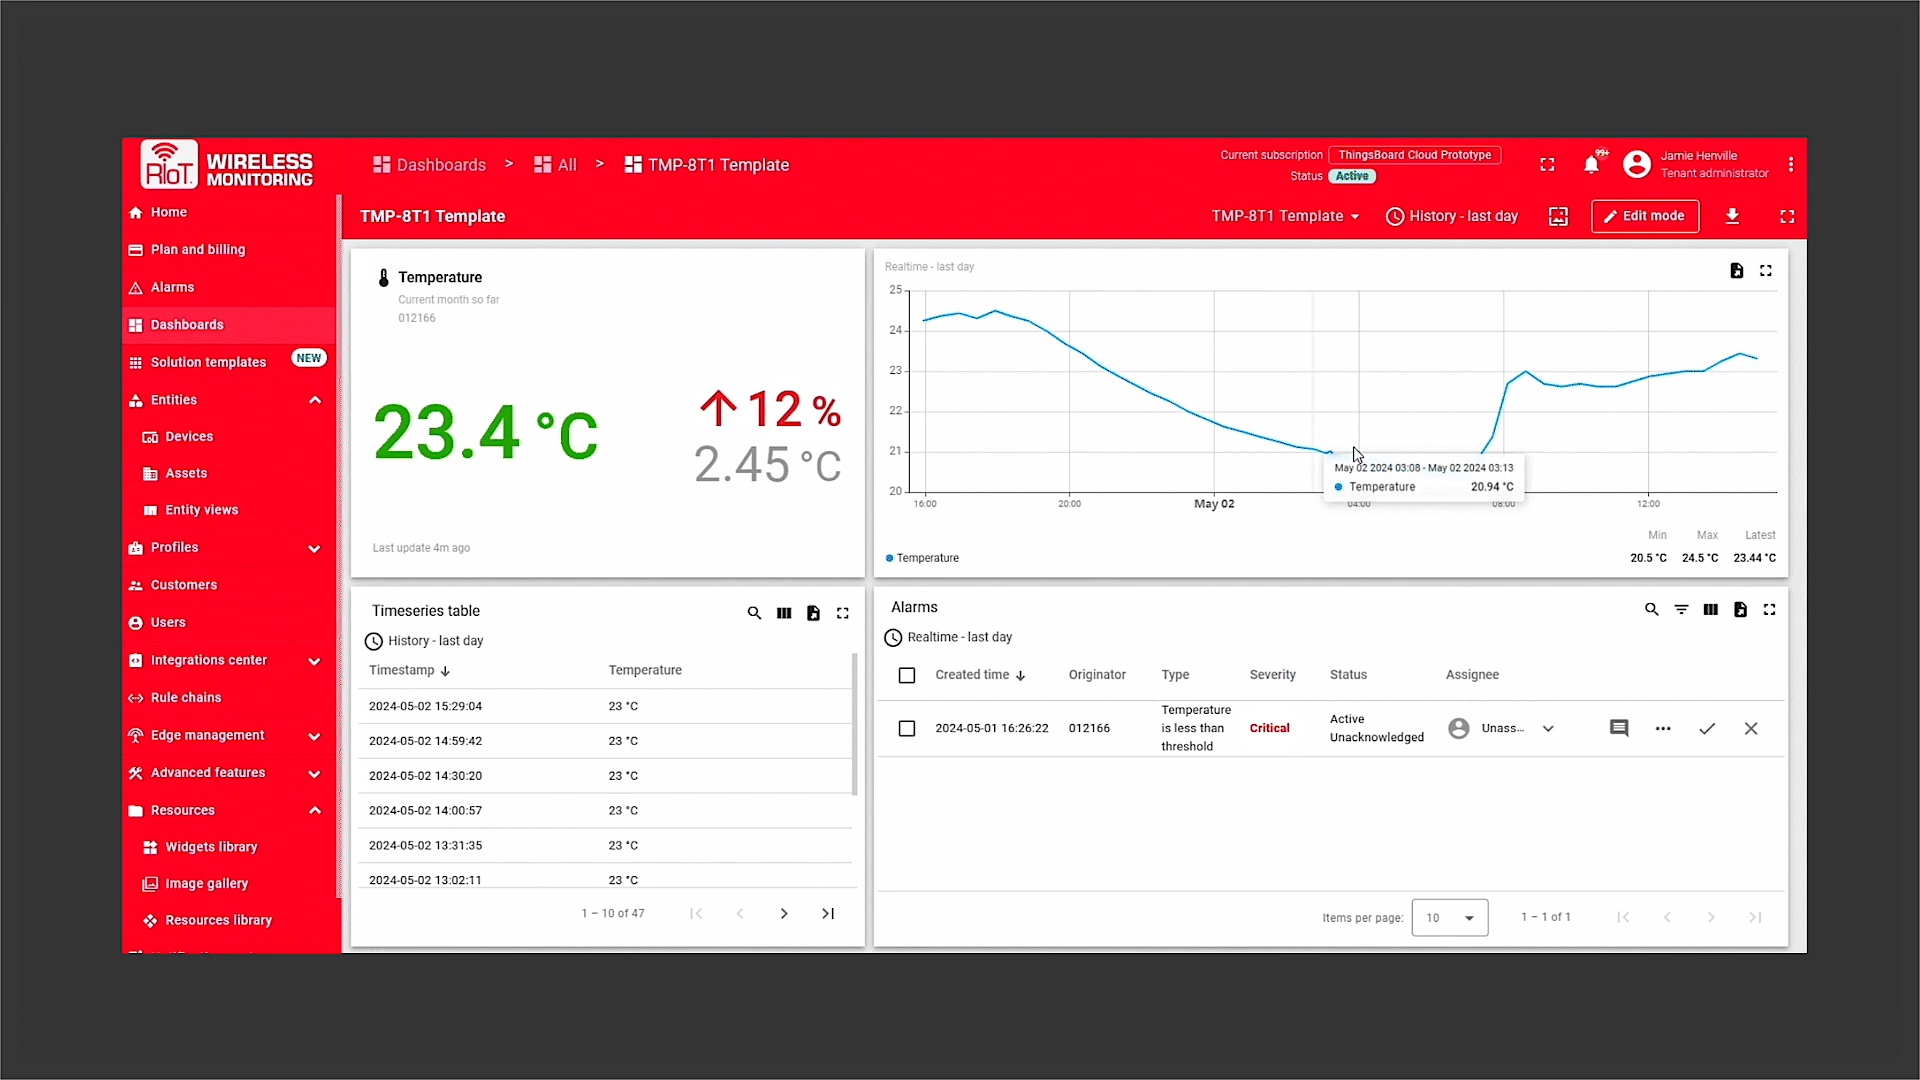 RIoT WIRELESS MONITORING
Dashboards > All > TMP-8T1 Template
Current subscription ThingsBoard Cloud Prototype
Status Active
99+
Jamie Henville
Tenant administrator
Home
Plan and billing
Alarms
Dashboards
Solution templates NEW
Entities
Devices
Assets
Entity views
Profiles
Customers
Users
Integrations center
Rule chains
Edge management
Advanced features
Resources
Widgets library
Image gallery
Resources library
TMP-8T1 Template
TMP-8T1 Template History - last day Edit mode
Temperature
Current month so far
012166
23.4 °C
12 %
2.45 °C
Last update 4m ago
Realtime - last day
25
24
23
22
21
20
16:00 20:00 May 02 04:00 08:00 12:00
May 02 2024 03:08 - May 02 2024 03:13
Temperature 20.94 °C
Min Max Latest
Temperature 20.5 °C 24.5 °C 23.44 °C
Timeseries table
History - last day
Timestamp Temperature
2024-05-02 15:29:04 23 °C
2024-05-02 14:59:42 23 °C
2024-05-02 14:30:20 23 °C
2024-05-02 14:00:57 23 °C
2024-05-02 13:31:35 23 °C
2024-05-02 13:02:11 23 °C
1 – 10 of 47
Alarms
Realtime - last day
Created time Originator Type Severity Status Assignee
2024-05-01 16:26:22 012166 Temperature is less than threshold Critical Active Unacknowledged Unass...
Items per page: 10 1 – 1 of 1